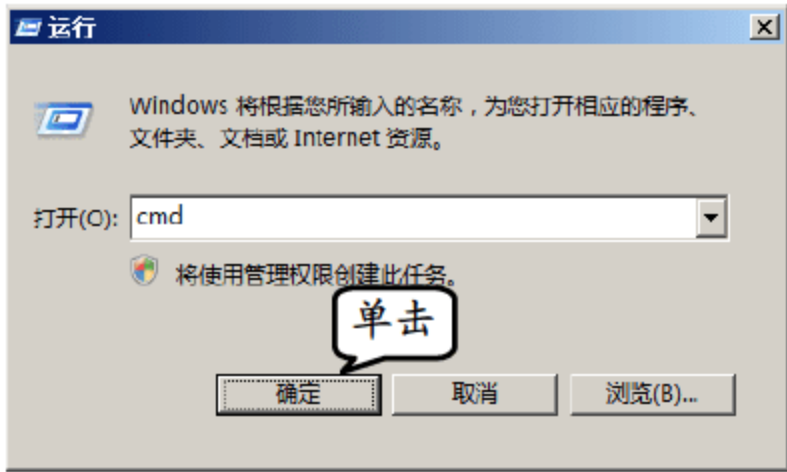 运行
Windows 将根据您所输入的名称，为您打开相应的程序、
文件夹、文档或 Internet 资源。
打开(O): cmd
将使用管理权限创建此任务。
单击
确定 取消 浏览(B)...